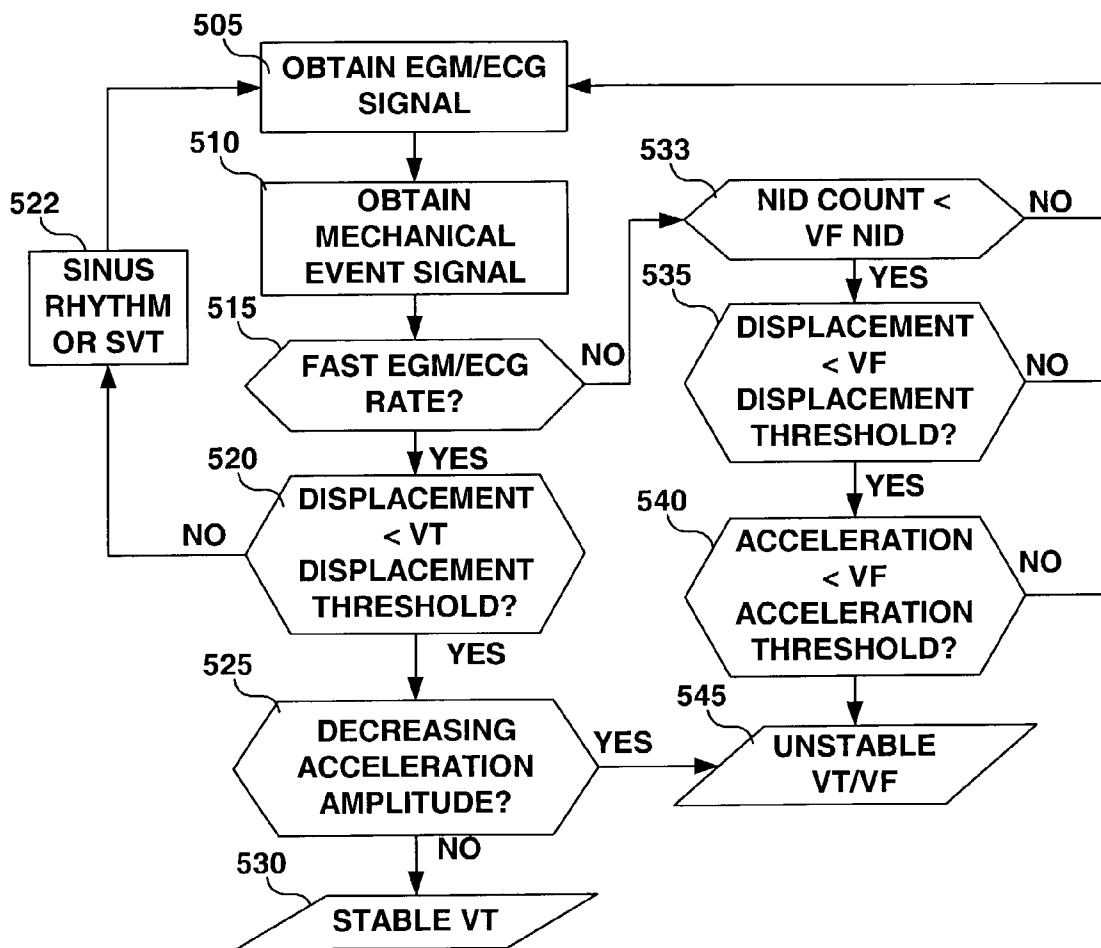 505
OBTAIN EGM/ECG
SIGNAL
510
OBTAIN
MECHANICAL
EVENT SIGNAL
522
SINUS
RHYTHM
OR SVT
515
FAST EGM/ECG
RATE?
NO
YES
520
DISPLACEMENT
< VT
DISPLACEMENT
THRESHOLD?
NO
YES
525
DECREASING
ACCELERATION
AMPLITUDE?
YES
NO
530
STABLE VT
533
NID COUNT <
VF NID
NO
YES
535
DISPLACEMENT
< VF
DISPLACEMENT
THRESHOLD?
NO
YES
540
ACCELERATION
< VF
ACCELERATION
THRESHOLD?
NO
545
UNSTABLE
VT/VF